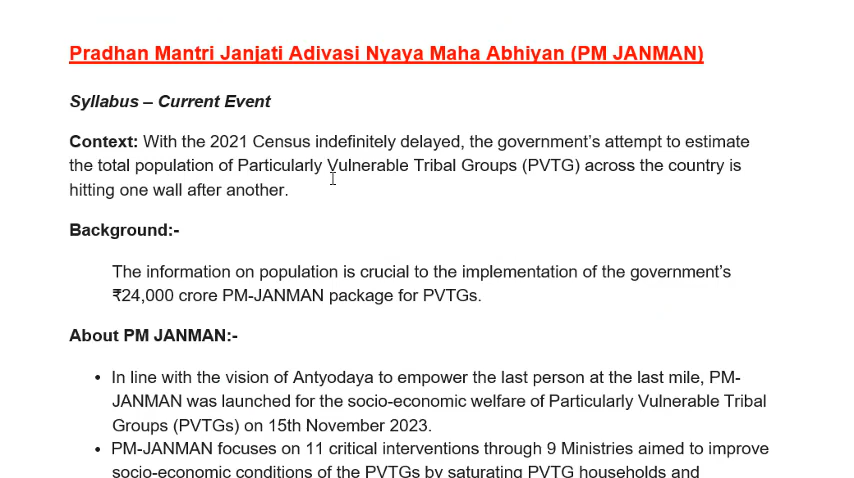 Pradhan Mantri Janjati Adivasi Nyaya Maha Abhiyan (PM JANMAN)
Syllabus – Current Event
Context: With the 2021 Census indefinitely delayed, the government’s attempt to estimate
the total population of Particularly Vulnerable Tribal Groups (PVTG) across the country is
hitting one wall after another.
Background:-
The information on population is crucial to the implementation of the government’s
₹24,000 crore PM-JANMAN package for PVTGs.
About PM JANMAN:-
• In line with the vision of Antyodaya to empower the last person at the last mile, PM-
JANMAN was launched for the socio-economic welfare of Particularly Vulnerable Tribal
Groups (PVTGs) on 15th November 2023.
• PM-JANMAN focuses on 11 critical interventions through 9 Ministries aimed to improve
socio-economic conditions of the PVTGs by saturating PVTG households and